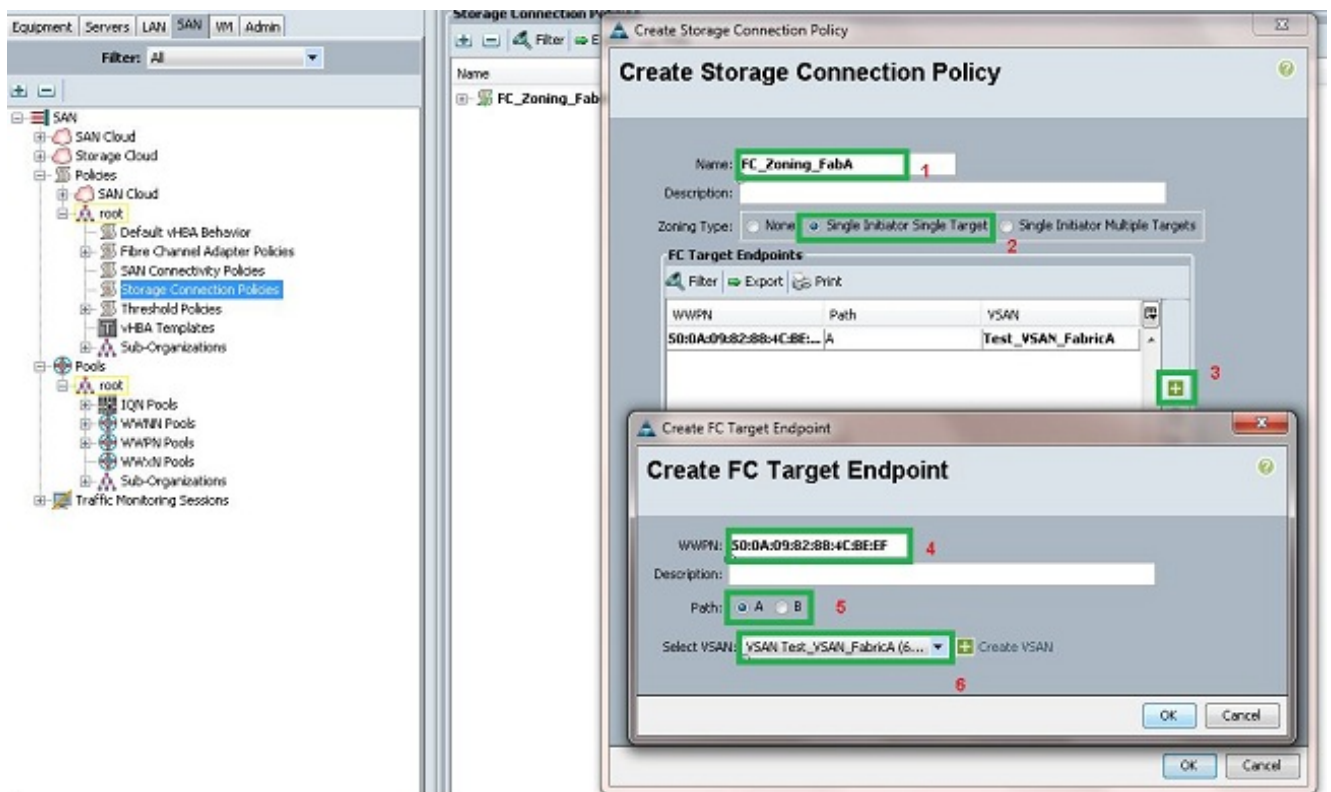 Equipment Servers LAN SAN VM Admin
Filter: All
SAN
SAN Cloud
Storage Cloud
Policies
SAN Cloud
root
Default vHBA Behavior
Fibre Channel Adapter Policies
SAN Connectivity Policies
Storage Connection Policies
Threshold Policies
vHBA Templates
Sub-Organizations
Pools
root
IQN Pools
WWNN Pools
WWPN Pools
WWxN Pools
Sub-Organizations
Traffic Monitoring Sessions
Storage Connection
Filter
Name
FC_Zoning_Fab
Create Storage Connection Policy
Create Storage Connection Policy
Name: FC_Zoning_FabA 1
Description:
Zoning Type: None Single Initiator Single Target Single Initiator Multiple Targets
2
FC Target Endpoints
Filter Export Print
WWPN Path VSAN
50:0A:09:82:88:4C:BE:... A Test_VSAN_FabricA
3
Create FC Target Endpoint
Create FC Target Endpoint
WWPN: 50:0A:09:82:88:4C:BE:EF 4
Description:
Path: A B 5
Select VSAN: VSAN Test_VSAN_FabricA (6... Create VSAN
6
OK Cancel
OK Cancel